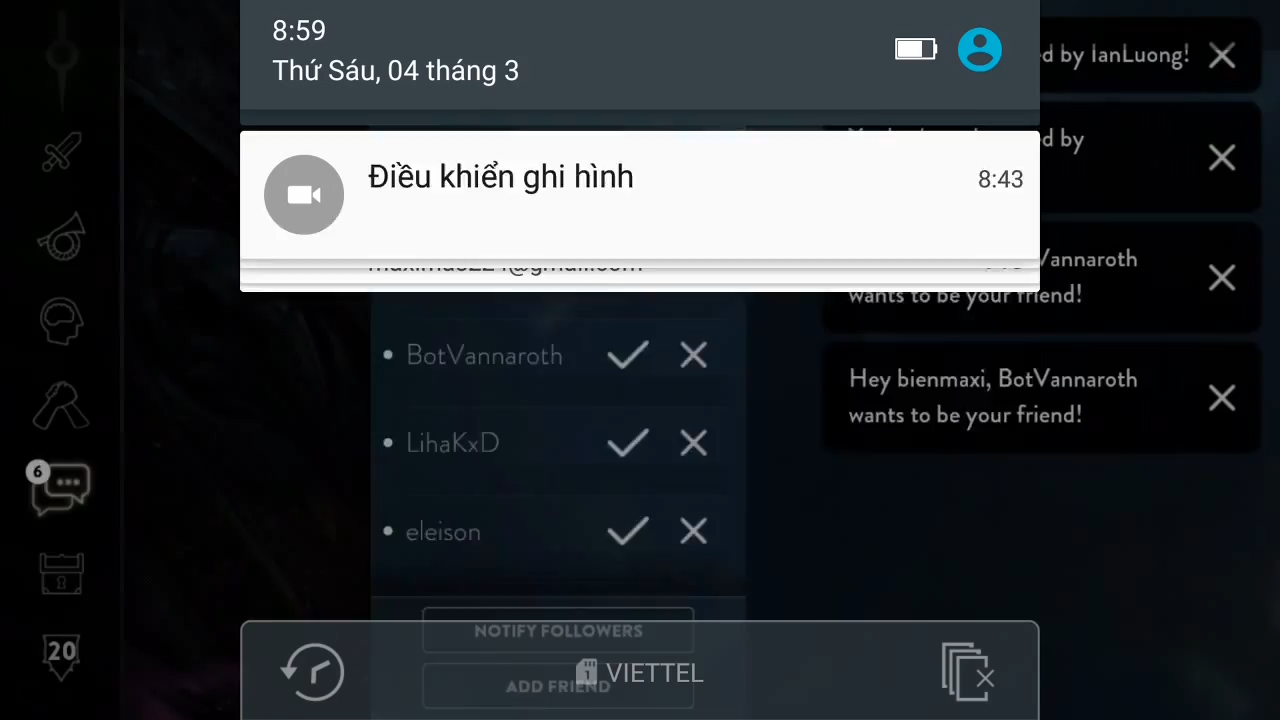 8:59
Thứ Sáu, 04 tháng 3
d by IanLuong!
Điều khiển ghi hình
8:43
d by
wants to be your friend!
BotVannaroth
Hey bienmaxi, BotVannaroth
wants to be your friend!
LihaKxD
6
eleison
NOTIFY FOLLOWERS
20
1 VIETTEL
ADD FRIEND